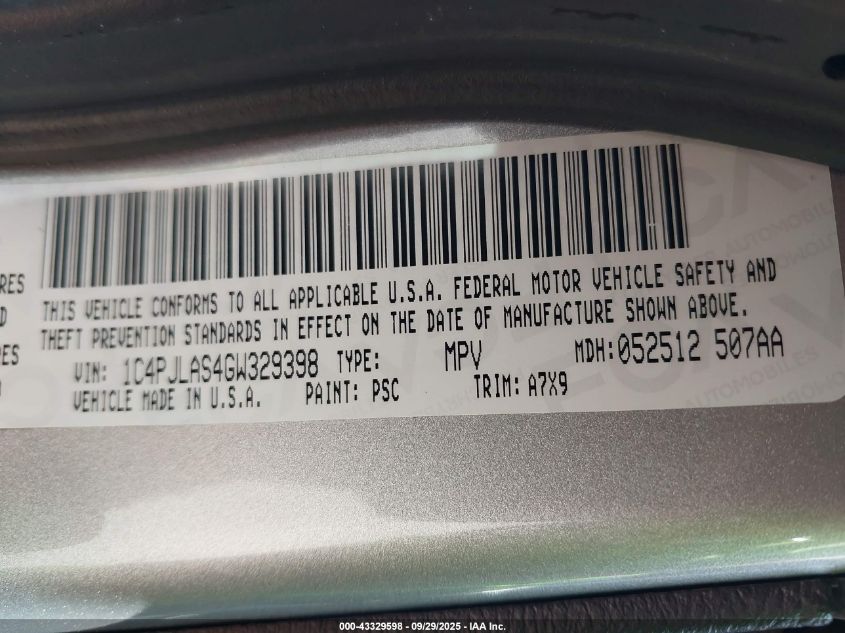 RES
THIS VEHICLE CONFORMS TO ALL APPLICABLE U.S.A. FEDERAL MOTOR VEHICLE SAFETY AND
THEFT PREVENTION STANDARDS IN EFFECT ON THE DATE OF MANUFACTURE SHOWN ABOVE.
RES
VIN: 1C4PJLAS4GW329398 TYPE: MPV MDH: 052512 507AA
VEHICLE MADE IN U.S.A. PAINT: PSC TRIM: A7X9
000-43329598 - 09/29/2025 - IAA Inc.